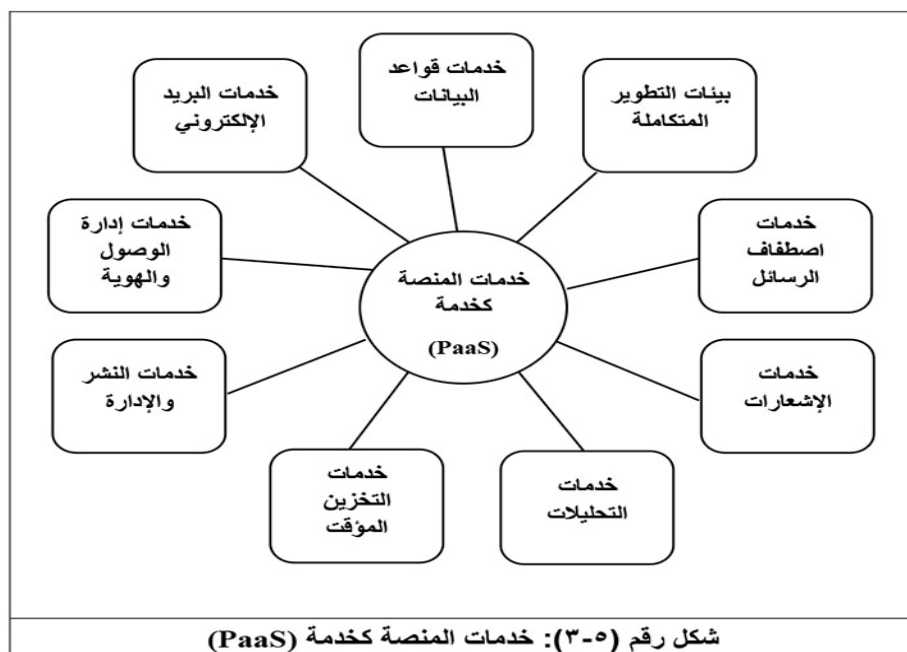 خدمات قواعد
البيانات
بيئات التطوير
المتكاملة
خدمات
اصطفاف
الرسائل
خدمات
الإشعارات
خدمات
التحليلات
خدمات
التخزين
المؤقت
خدمات النشر
والإدارة
خدمات إدارة
الوصول
والهوية
خدمات البريد
الإلكتروني
خدمات المنصة
كخدمة
(PaaS)
شكل رقم (٥-٣): خدمات المنصة كخدمة (PaaS)